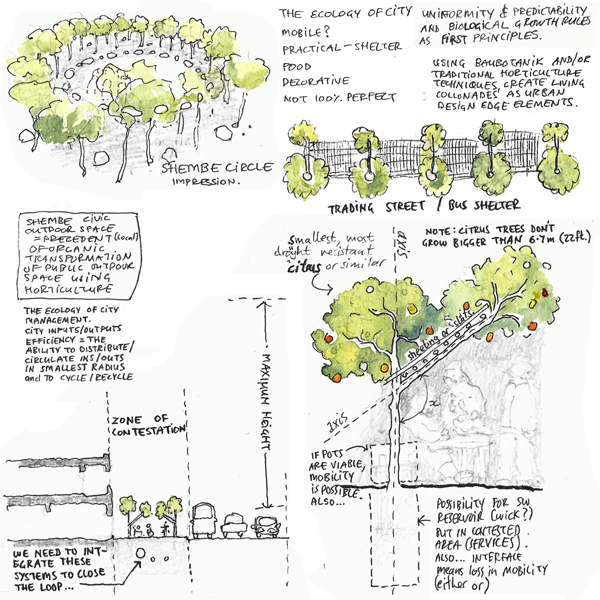 THE ECOLOGY OF CITY
MOBILE?
PRACTICAL - SHELTER
FOOD
DECORATIVE
NOT 100% PERFECT
UNIFORMITY & PREDICTABILITY
AND BIOLOGICAL GROWTH RULES
AS FIRST PRINCIPLES.
USING BAUBOTANIK AND/OR
TRADITIONAL HORTICULTURE
TECHNIQUES, CREATE LIVING
COLLONADES AS URBAN
DESIGN EDGE ELEMENTS.
SHEMBE CIRCLE
IMPRESSION.
TRADING STREET / BUS SHELTER
SHEMBE CIVIC
OUTDOOR SPACE
= PRECEDENT (Local)
OF ORGANIC
TRANSFORMATION
OF PUBLIC OUTDOUR
SPACE USING
HORTICULTURE
THE ECOLOGY OF CITY
MANAGEMENT.
CITY INPUTS/OUTPUTS
EFFICIENCY = THE
ABILITY TO DISTRIBUTE/
CIRCULATE INS/OUTS
IN SMALLEST RADIUS
and TO CYCLE/RECYCLE
ZONE OF
CONTESTATION
MAXIMUM HEIGHT
WE NEED TO INT-
EGRATE THESE
SYSTEMS TO CLOSE
THE LOOP...
smallest, most
drought resistant
citrus or similar
axis
NOTE: CITRUS TREES DON'T
GROW BIGGER THAN 6-7m (22ft.)
sheeting or slats
axis
x
IF POTS
ARE VIABLE,
MOBILITY
IS POSSIBLE.
ALSO...
POSSIBILITY FOR SW
RESERVOIR (WICK?)
BUT IN CONTESTED
AREA (SERVICES).
ALSO... INTERFACE
MEANS LOSS IN MOBILITY
(either or)